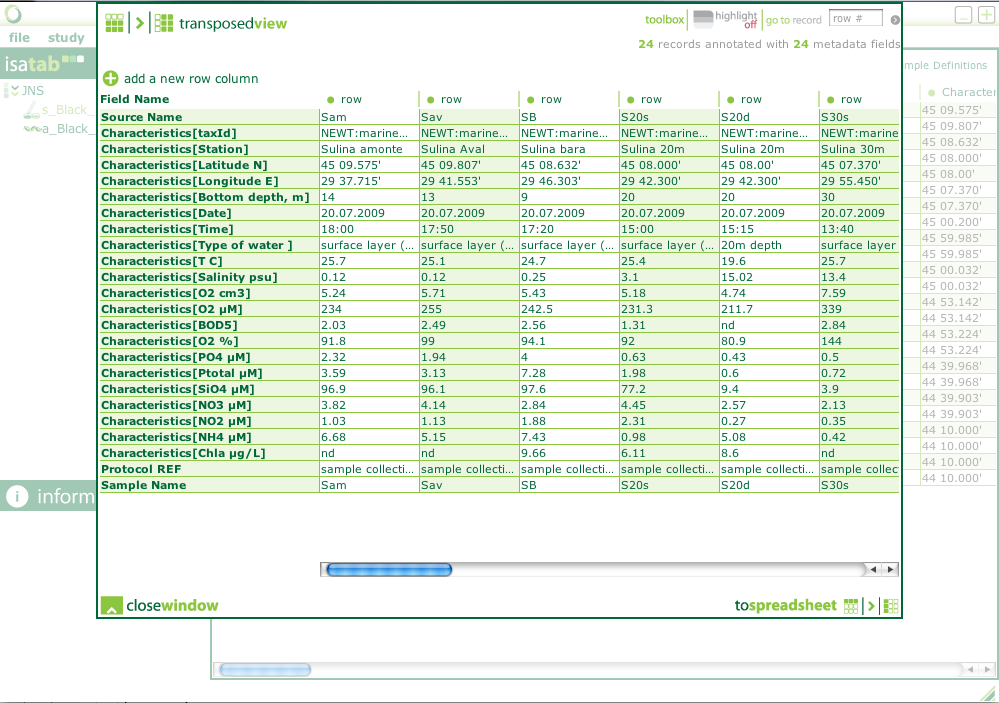 transposedview
toolbox highlight off go to record row #
24 records annotated with 24 metadata fields
file study
isatab
mple Definitions
add a new row column
JNS
s_Black_
a_Black_
Field Name row row row row row row Character
Source Name Sam Sav SB S20s S20d S30s 45 09.575'
Characteristics[taxId] NEWT:marine... NEWT:marine... NEWT:marine... NEWT:marine... NEWT:marine... NEWT:marine 45 09.807'
Characteristics[Station] Sulina amonte Sulina Aval Sulina bara Sulina 20m Sulina 20m Sulina 30m 45 08.632'
Characteristics[Latitude N] 45 09.575' 45 09.807' 45 08.632' 45 08.000' 45 08.00' 45 07.370' 45 08.000'
Characteristics[Longitude E] 29 37.715' 29 41.553' 29 46.303' 29 42.300' 29 42.300' 29 55.450' 45 08.00'
Characteristics[Bottom depth, m] 14 13 9 20 20 30 45 07.370'
Characteristics[Date] 20.07.2009 20.07.2009 20.07.2009 20.07.2009 20.07.2009 20.07.2009 45 07.370'
Characteristics[Time] 18:00 17:50 17:20 15:00 15:15 13:40 45 00.200'
Characteristics[Type of water ] surface layer (... surface layer (... surface layer (... surface layer (... 20m depth surface layer 45 59.985'
Characteristics[T C] 25.7 25.1 24.7 25.4 19.6 25.7 45 59.985'
Characteristics[Salinity psu] 0.12 0.12 0.25 3.1 15.02 13.4 45 00.032'
Characteristics[O2 cm3] 5.24 5.71 5.43 5.18 4.74 7.59 45 00.032'
Characteristics[O2 µM] 234 255 242.5 231.3 211.7 339 44 53.142'
Characteristics[BOD5] 2.03 2.49 2.56 1.31 nd 2.84 44 53.142'
Characteristics[O2 %] 91.8 99 94.1 92 80.9 144 44 53.224'
Characteristics[PO4 µM] 2.32 1.94 4 0.63 0.43 0.5 44 53.224'
Characteristics[Ptotal µM] 3.59 3.13 7.28 1.98 0.6 0.72 44 39.968'
Characteristics[SiO4 µM] 96.9 96.1 97.6 77.2 9.4 3.9 44 39.968'
Characteristics[NO3 µM] 3.82 4.14 2.84 4.45 2.57 2.13 44 39.903'
Characteristics[NO2 µM] 1.03 1.13 1.88 2.31 0.27 0.35 44 39.903'
Characteristics[NH4 µM] 6.68 5.15 7.43 0.98 5.08 0.42 44 10.000'
Characteristics[Chla µg/L] nd nd 9.66 6.11 8.6 nd 44 10.000'
Protocol REF sample collecti... sample collecti... sample collecti... sample collecti... sample collecti... sample collec 44 10.000'
Sample Name Sam Sav SB S20s S20d S30s 44 10.000'
i inform
closewindow tospreadsheet